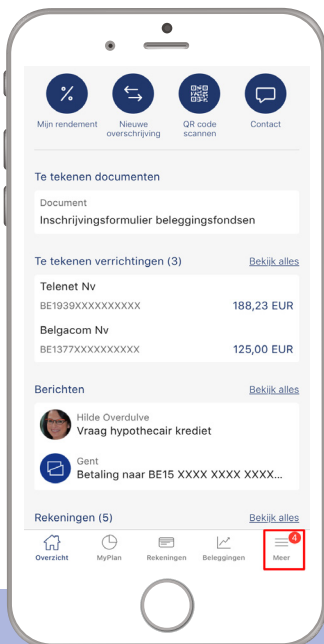 Mijn rendement
Nieuwe overschrijving
QR code scannen
Contact
Te tekenen documenten
Document
Inschrijvingsformulier beleggingsfondsen
Te tekenen verrichtingen (3) Bekijk alles
Telenet Nv
BE1939XXXXXXXXXX 188,23 EUR
Belgacom Nv
BE1377XXXXXXXXXX 125,00 EUR
Berichten Bekijk alles
Hilde Overdulve
Vraag hypothecair krediet
Gent
Betaling naar BE15 XXXX XXXX XXXX...
Rekeningen (5) Bekijk alles
4
Overzicht MyPlan Rekeningen Beleggingen Meer